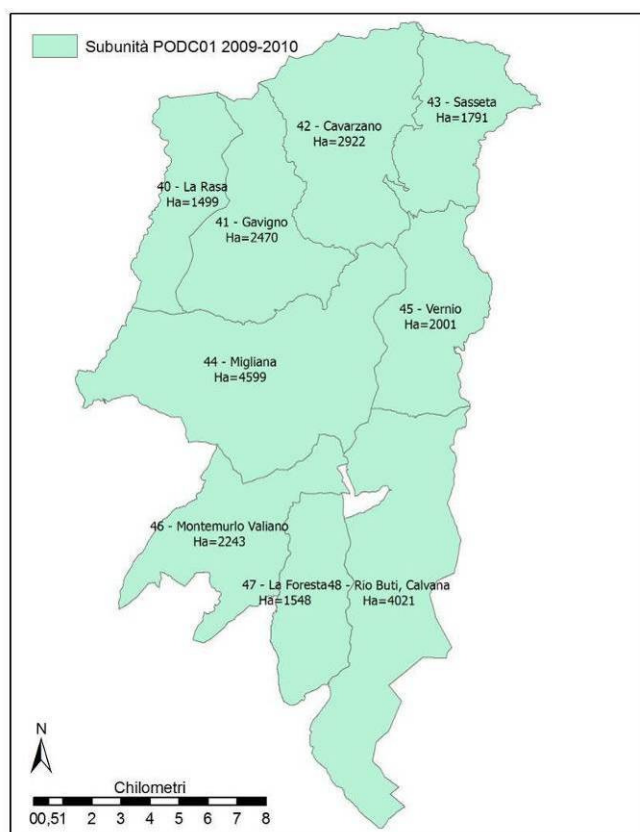 Subunità PODC01 2009-2010
43 - Sasseta
Ha=1791
42 - Cavarzano
Ha=2922
40 - La Rasa
Ha=1499
41 - Gavigno
Ha=2470
45 - Vernio
Ha=2001
44 - Migliana
Ha=4599
46 - Montemurlo Valiano
Ha=2243
47 - La Foresta
Ha=1548
48 - Rio Buti, Calvana
Ha=4021
N
Chilometri
00,51 2 3 4 5 6 7 8